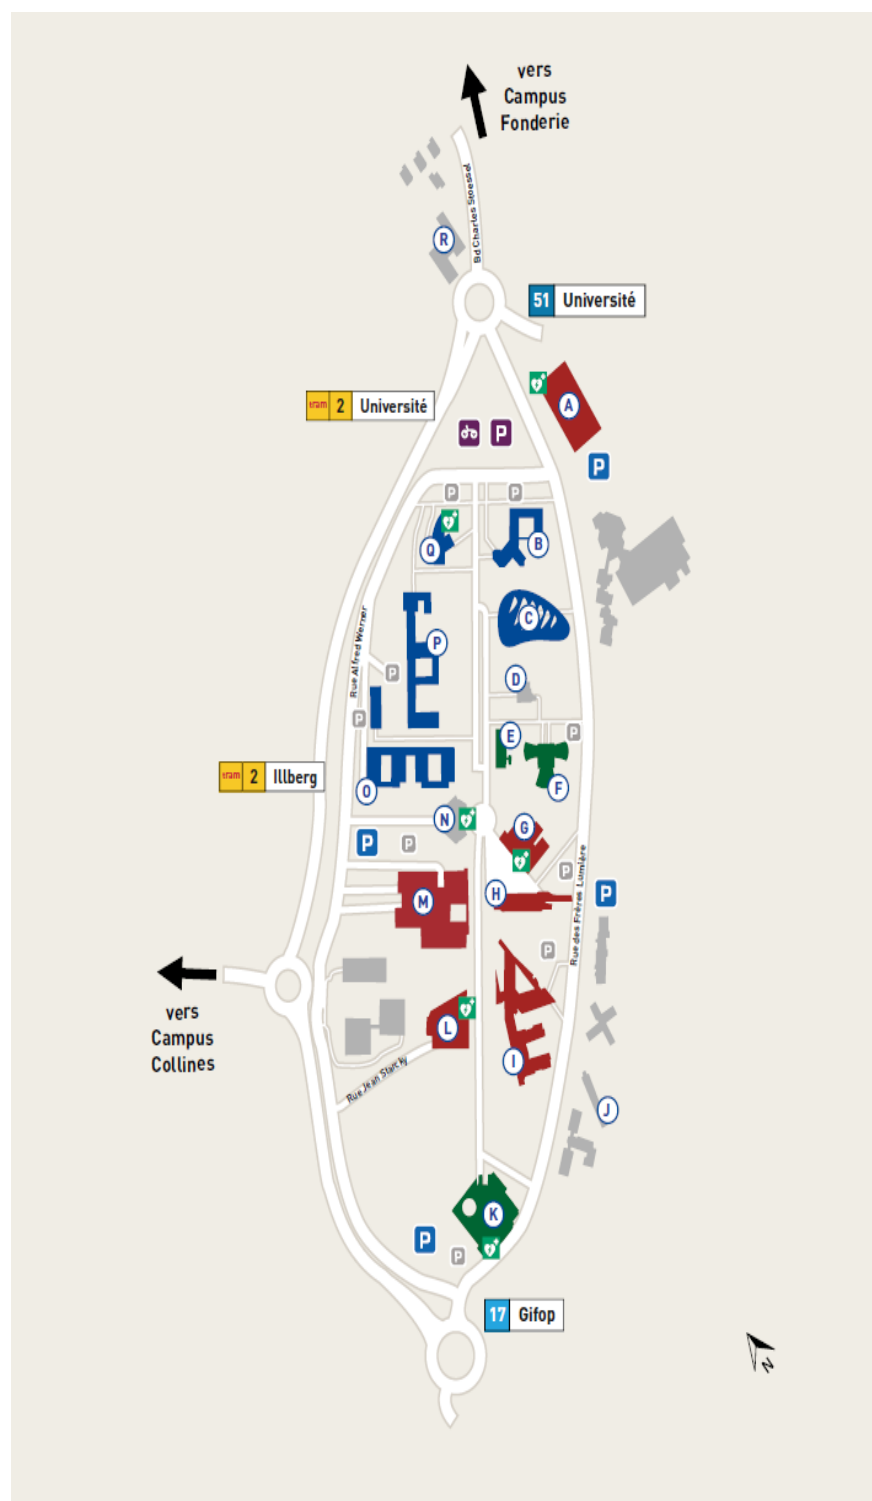 vers
Campus
Fonderie
Bd Charles Stoessel
R
51 Université
A
tram 2 Université
P
P
P
P
Q
B
C
P
Rue Alfred Werner
P
D
P
E
P
tram 2 Illberg
O
F
N
G
P
P
P
H
P
M
Rue des Frères Lumière
P
vers
Campus
Collines
L
I
Rue Jean Starcky
J
K
P
P
17 Gifop
N